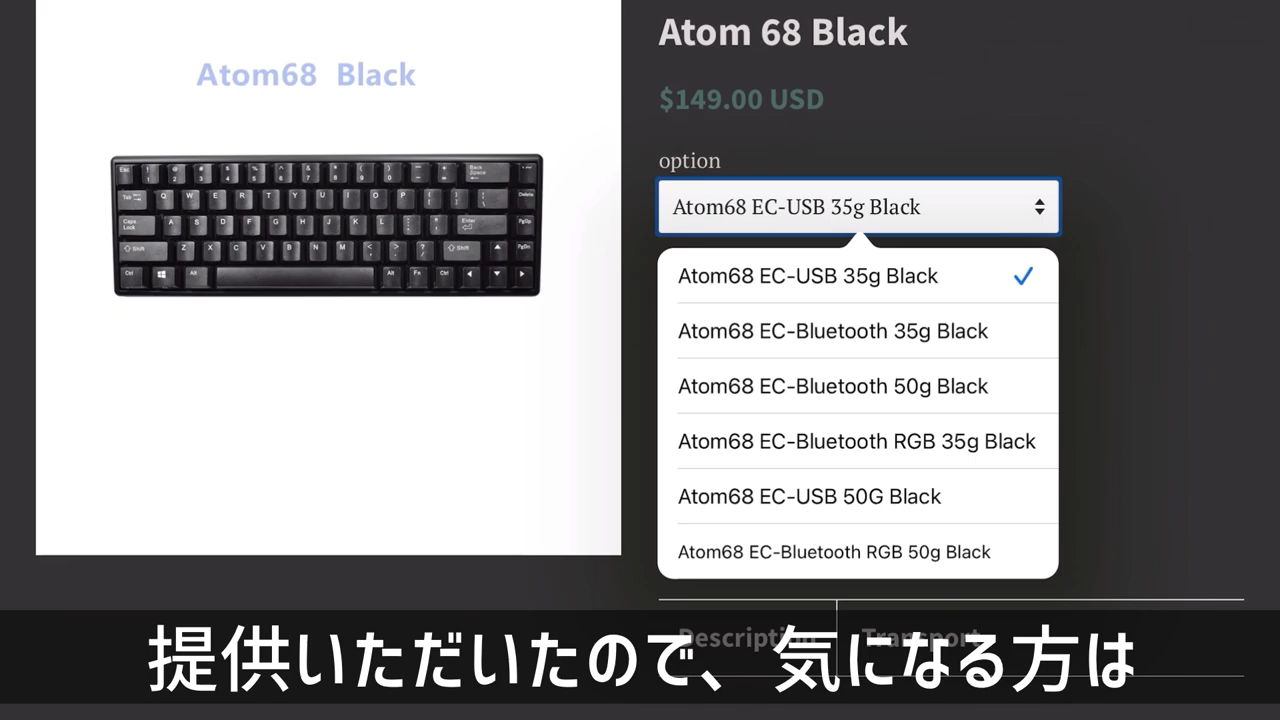 Atom 68 Black
Atom68 Black
$149.00 USD
option
Atom68 EC-USB 35g Black
Atom68 EC-USB 35g Black
Atom68 EC-Bluetooth 35g Black
Atom68 EC-Bluetooth 50g Black
Atom68 EC-Bluetooth RGB 35g Black
Atom68 EC-USB 50G Black
Atom68 EC-Bluetooth RGB 50g Black
Description Transport
提供いただいたので、気になる方は